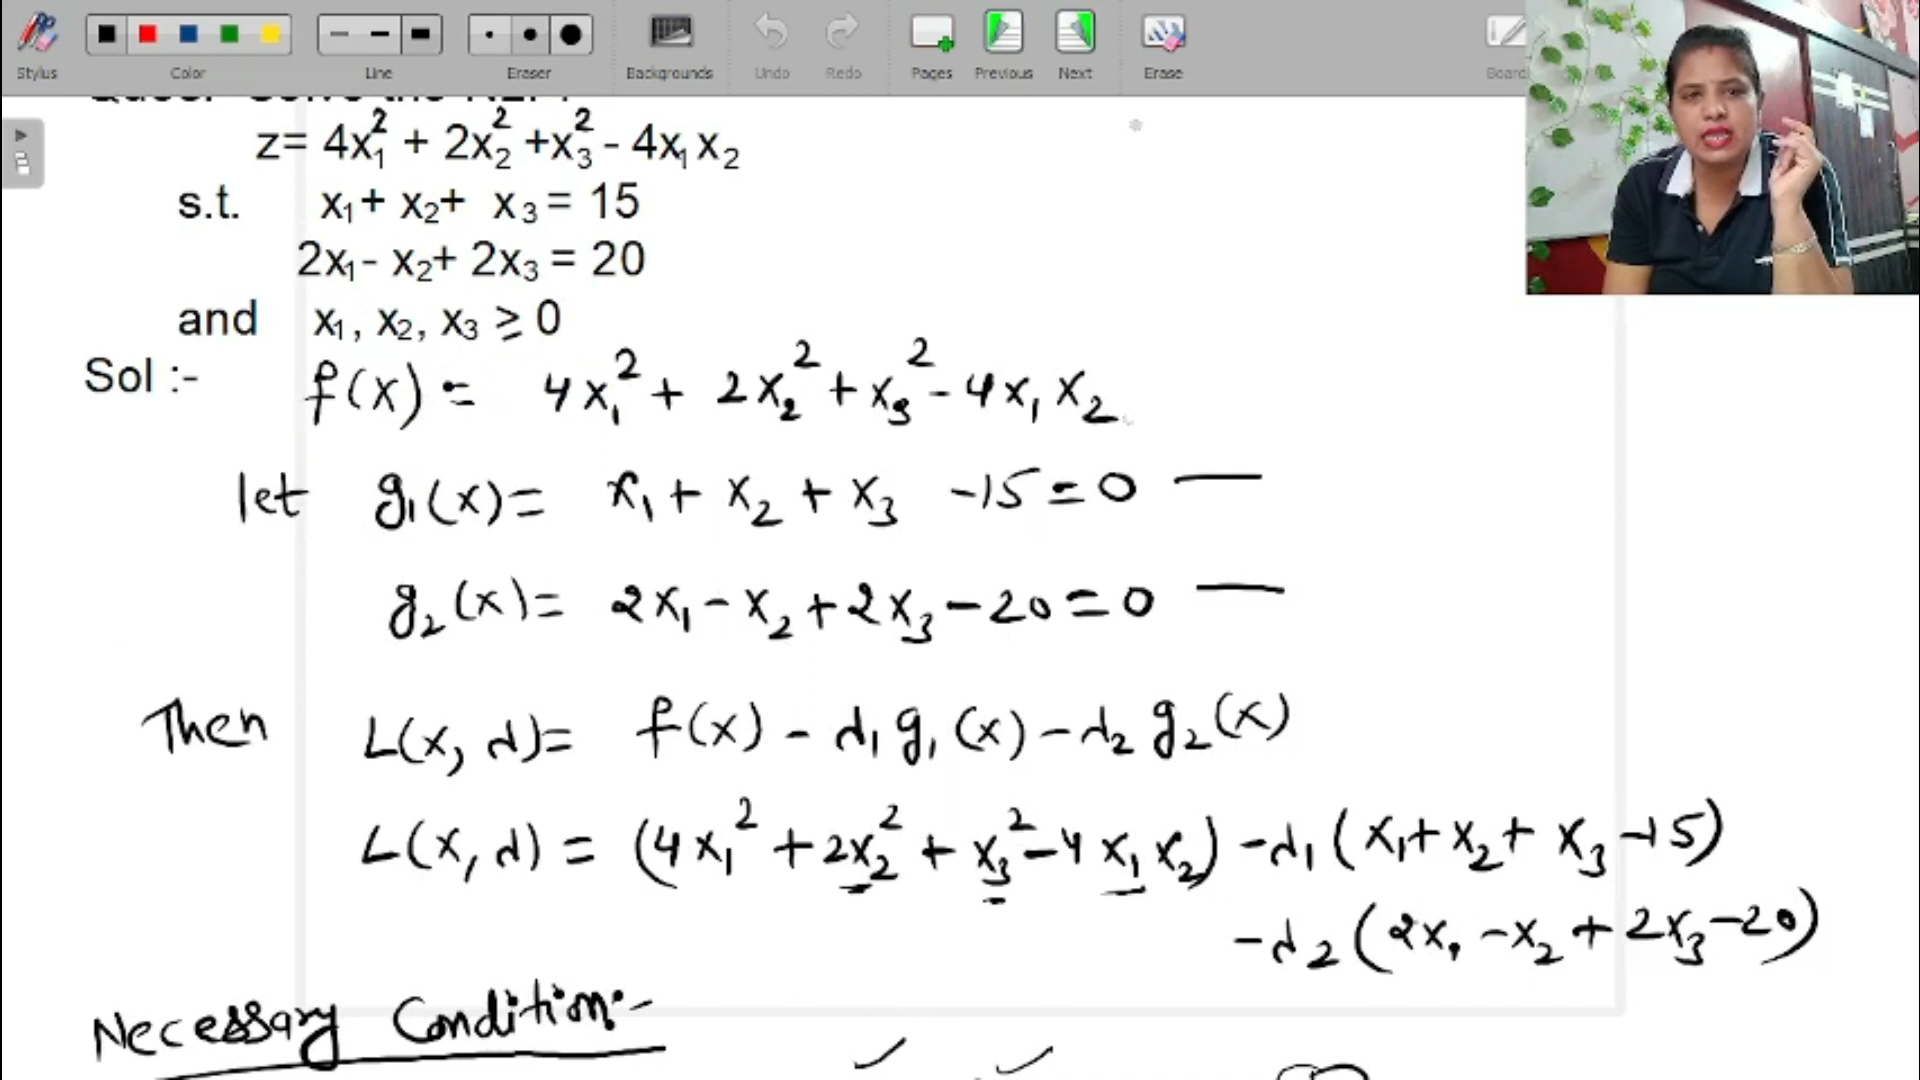 Stylus Color Line Eraser Backgrounds Undo Redo Pages Previous Next Erase Board
z= 4x₁² + 2x₂² +x₃² - 4x₁ x₂
s.t. x₁+ x₂+ x₃ = 15
2x₁- x₂+ 2x₃ = 20
and x₁, x₂, x₃ ≥ 0
Sol :- f(x) = 4x₁² + 2x₂² + x₃² - 4x₁ x₂
let g₁(x) = x₁ + x₂ + x₃ -15 = 0 —
g₂(x) = 2x₁ - x₂ + 2x₃ - 20 = 0 —
Then L(x, λ) = f(x) - λ₁ g₁(x) - λ₂ g₂(x)
L(x, λ) = (4x₁² + 2x₂² + x₃² - 4x₁ x₂) - λ₁ (x₁ + x₂ + x₃ - 15)
- λ₂ (2x₁ - x₂ + 2x₃ - 20)
Necessary Condition:-